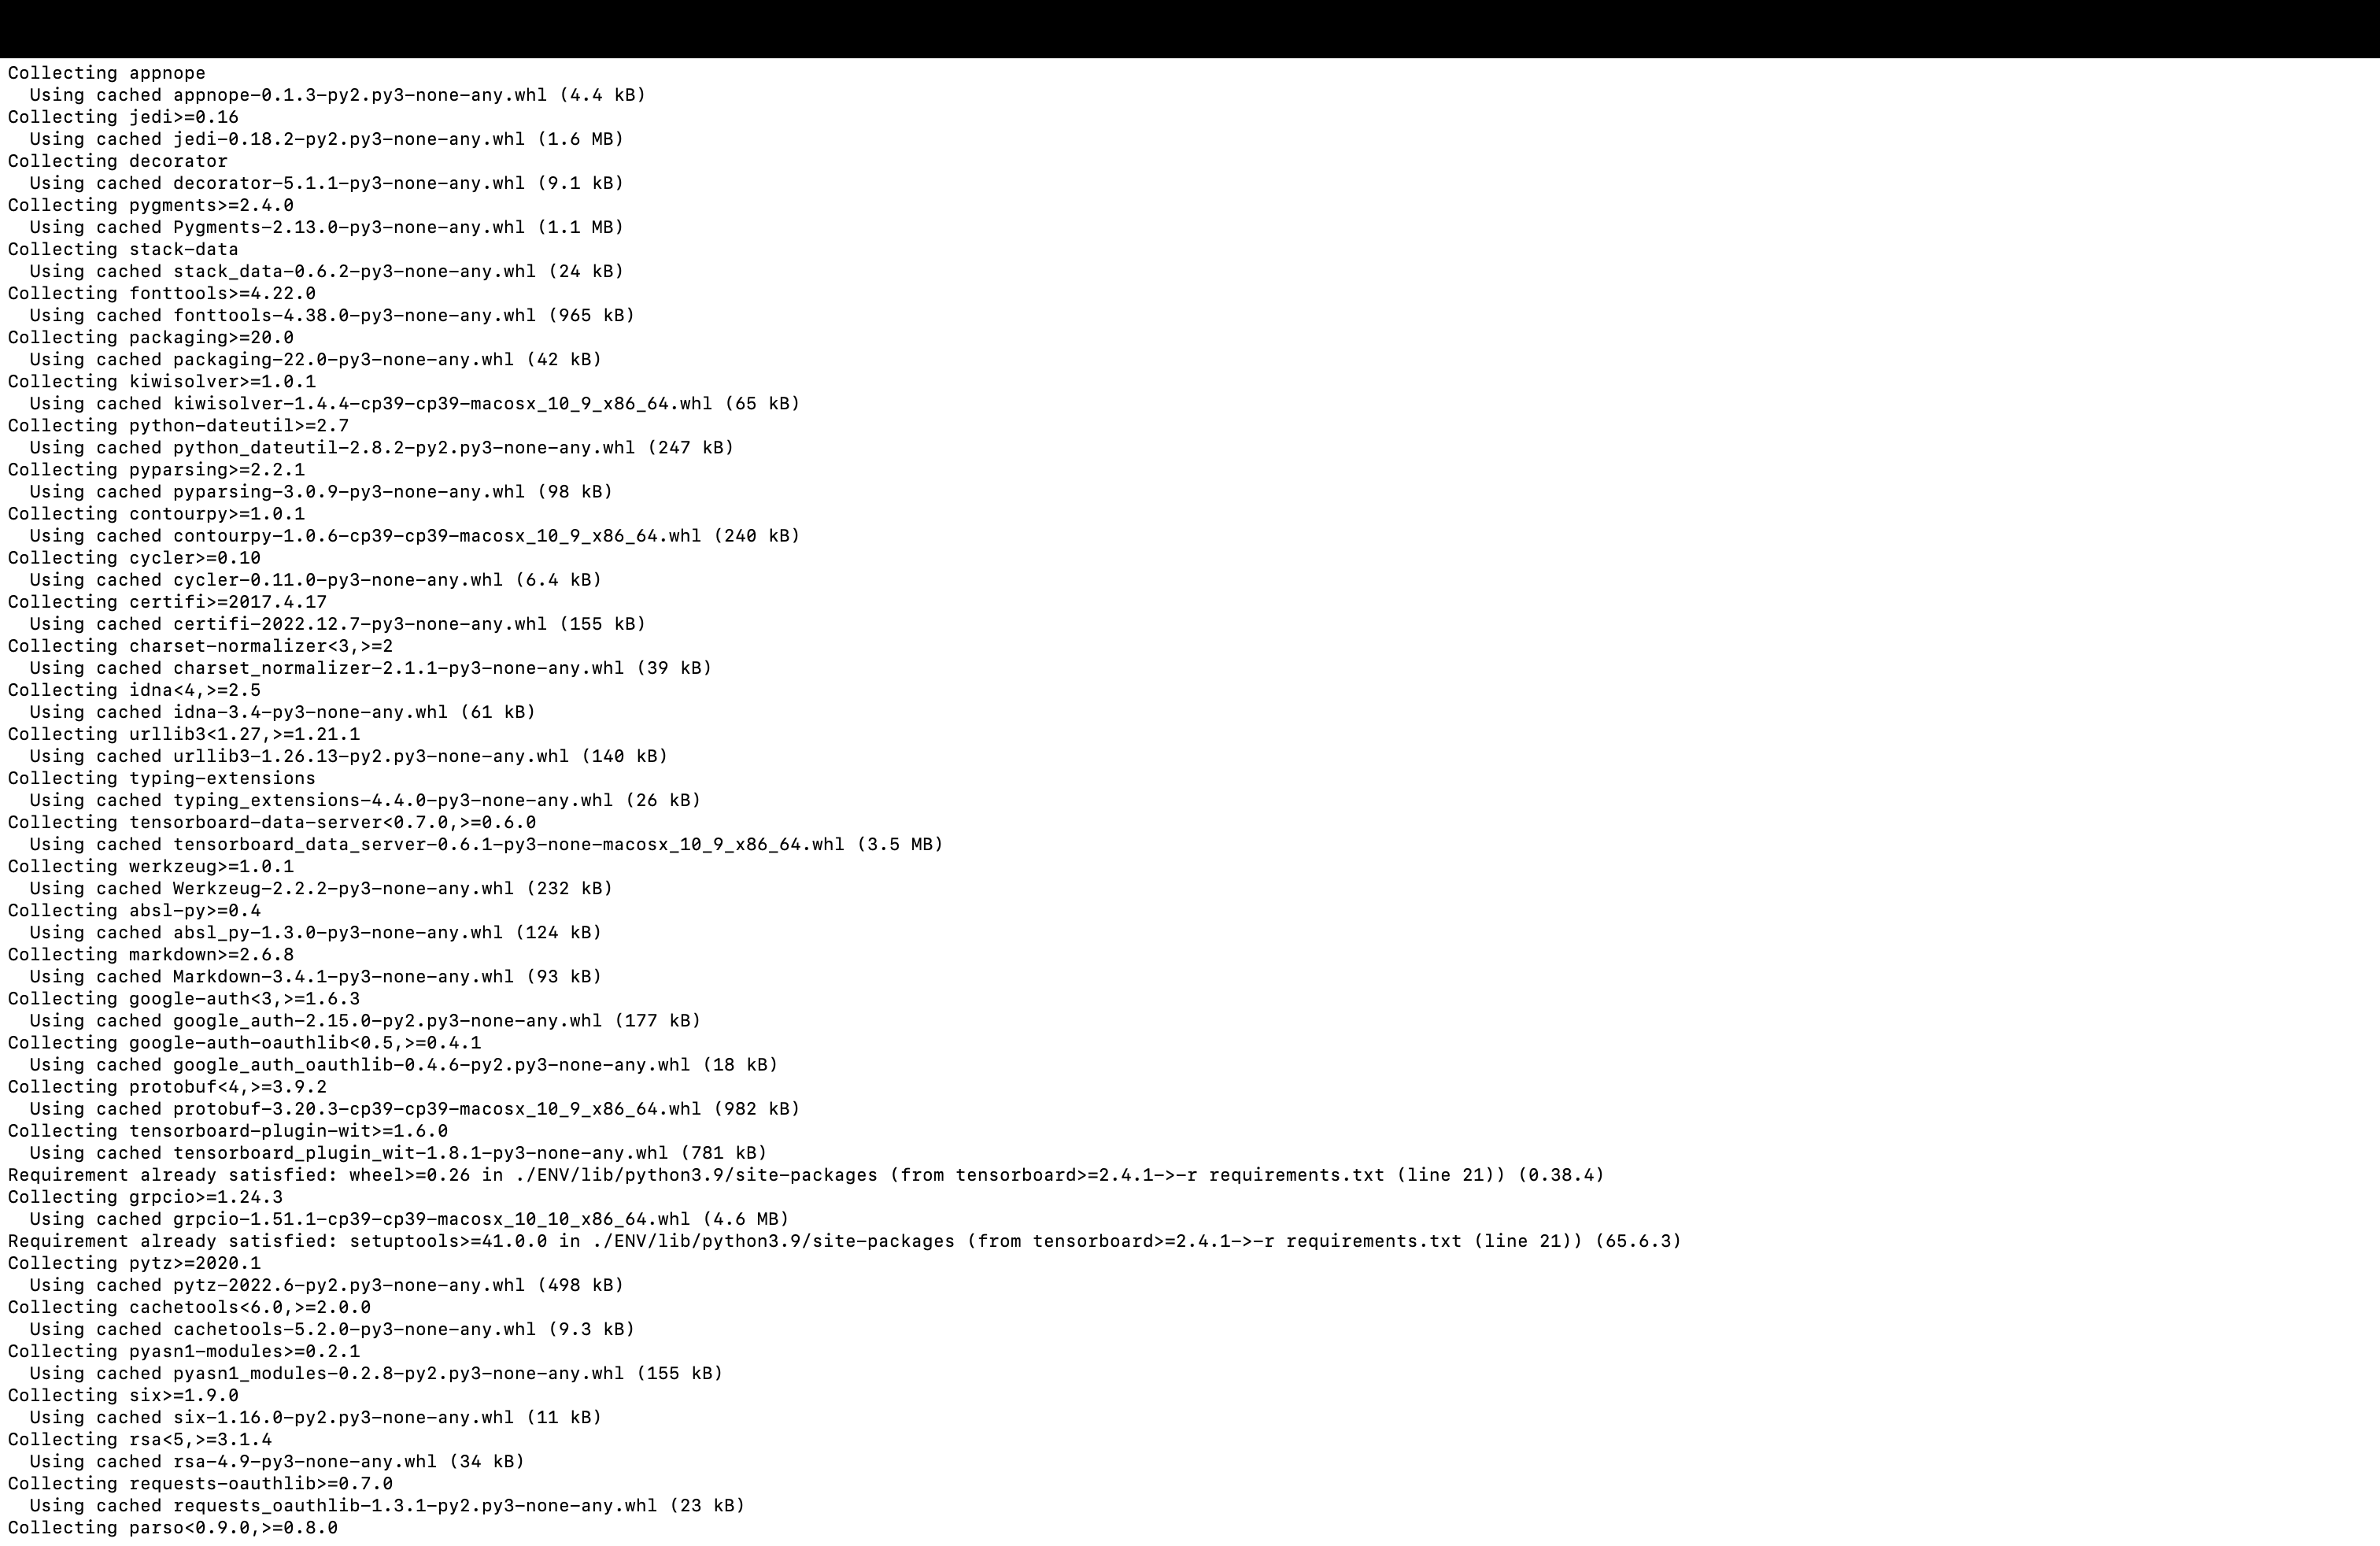 Collecting appnope
  Using cached appnope-0.1.3-py2.py3-none-any.whl (4.4 kB)
Collecting jedi>=0.16
  Using cached jedi-0.18.2-py2.py3-none-any.whl (1.6 MB)
Collecting decorator
  Using cached decorator-5.1.1-py3-none-any.whl (9.1 kB)
Collecting pygments>=2.4.0
  Using cached Pygments-2.13.0-py3-none-any.whl (1.1 MB)
Collecting stack-data
  Using cached stack_data-0.6.2-py3-none-any.whl (24 kB)
Collecting fonttools>=4.22.0
  Using cached fonttools-4.38.0-py3-none-any.whl (965 kB)
Collecting packaging>=20.0
  Using cached packaging-22.0-py3-none-any.whl (42 kB)
Collecting kiwisolver>=1.0.1
  Using cached kiwisolver-1.4.4-cp39-cp39-macosx_10_9_x86_64.whl (65 kB)
Collecting python-dateutil>=2.7
  Using cached python_dateutil-2.8.2-py2.py3-none-any.whl (247 kB)
Collecting pyparsing>=2.2.1
  Using cached pyparsing-3.0.9-py3-none-any.whl (98 kB)
Collecting contourpy>=1.0.1
  Using cached contourpy-1.0.6-cp39-cp39-macosx_10_9_x86_64.whl (240 kB)
Collecting cycler>=0.10
  Using cached cycler-0.11.0-py3-none-any.whl (6.4 kB)
Collecting certifi>=2017.4.17
  Using cached certifi-2022.12.7-py3-none-any.whl (155 kB)
Collecting charset-normalizer<3,>=2
  Using cached charset_normalizer-2.1.1-py3-none-any.whl (39 kB)
Collecting idna<4,>=2.5
  Using cached idna-3.4-py3-none-any.whl (61 kB)
Collecting urllib3<1.27,>=1.21.1
  Using cached urllib3-1.26.13-py2.py3-none-any.whl (140 kB)
Collecting typing-extensions
  Using cached typing_extensions-4.4.0-py3-none-any.whl (26 kB)
Collecting tensorboard-data-server<0.7.0,>=0.6.0
  Using cached tensorboard_data_server-0.6.1-py3-none-macosx_10_9_x86_64.whl (3.5 MB)
Collecting werkzeug>=1.0.1
  Using cached Werkzeug-2.2.2-py3-none-any.whl (232 kB)
Collecting absl-py>=0.4
  Using cached absl_py-1.3.0-py3-none-any.whl (124 kB)
Collecting markdown>=2.6.8
  Using cached Markdown-3.4.1-py3-none-any.whl (93 kB)
Collecting google-auth<3,>=1.6.3
  Using cached google_auth-2.15.0-py2.py3-none-any.whl (177 kB)
Collecting google-auth-oauthlib<0.5,>=0.4.1
  Using cached google_auth_oauthlib-0.4.6-py2.py3-none-any.whl (18 kB)
Collecting protobuf<4,>=3.9.2
  Using cached protobuf-3.20.3-cp39-cp39-macosx_10_9_x86_64.whl (982 kB)
Collecting tensorboard-plugin-wit>=1.6.0
  Using cached tensorboard_plugin_wit-1.8.1-py3-none-any.whl (781 kB)
Requirement already satisfied: wheel>=0.26 in ./ENV/lib/python3.9/site-packages (from tensorboard>=2.4.1->-r requirements.txt (line 21)) (0.38.4)
Collecting grpcio>=1.24.3
  Using cached grpcio-1.51.1-cp39-cp39-macosx_10_10_x86_64.whl (4.6 MB)
Requirement already satisfied: setuptools>=41.0.0 in ./ENV/lib/python3.9/site-packages (from tensorboard>=2.4.1->-r requirements.txt (line 21)) (65.6.3)
Collecting pytz>=2020.1
  Using cached pytz-2022.6-py2.py3-none-any.whl (498 kB)
Collecting cachetools<6.0,>=2.0.0
  Using cached cachetools-5.2.0-py3-none-any.whl (9.3 kB)
Collecting pyasn1-modules>=0.2.1
  Using cached pyasn1_modules-0.2.8-py2.py3-none-any.whl (155 kB)
Collecting six>=1.9.0
  Using cached six-1.16.0-py2.py3-none-any.whl (11 kB)
Collecting rsa<5,>=3.1.4
  Using cached rsa-4.9-py3-none-any.whl (34 kB)
Collecting requests-oauthlib>=0.7.0
  Using cached requests_oauthlib-1.3.1-py2.py3-none-any.whl (23 kB)
Collecting parso<0.9.0,>=0.8.0